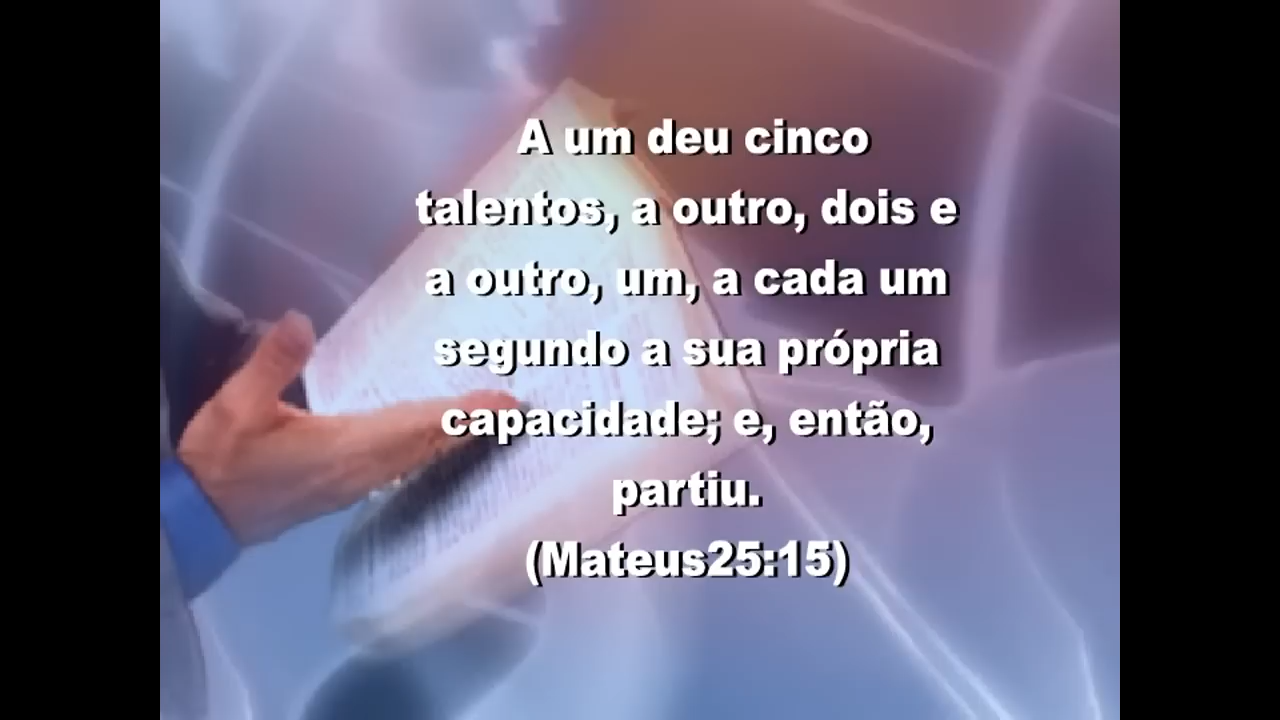 A um deu cinco
talentos, a outro, dois e
a outro, um, a cada um
segundo a sua própria
capacidade; e, então,
partiu.
(Mateus25:15)